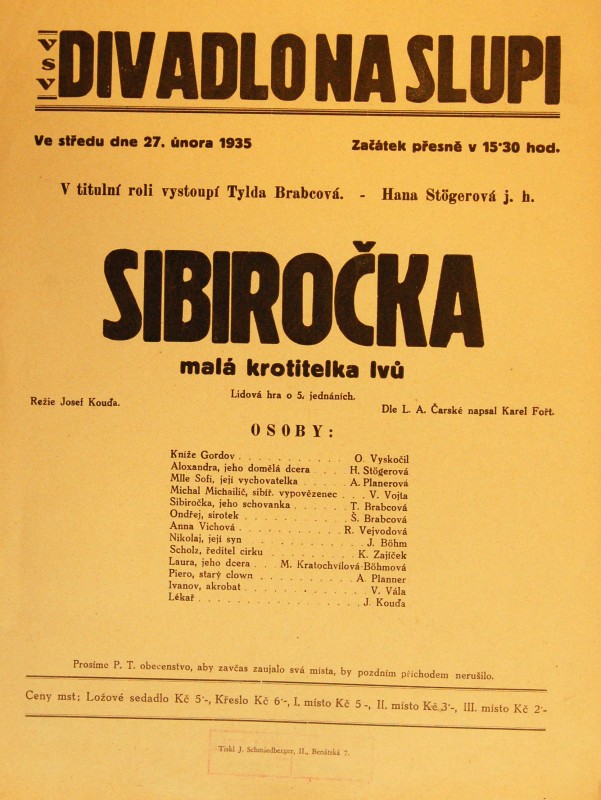 VSV DIVADLO NA SLUPI
Ve středu dne 27. února 1935 Začátek přesně v 15·30 hod.
V titulní roli vystoupí Tylda Brabcová. - Hana Stögerová j. h.
SIBIROČKA
malá krotitelka lvů
Lidová hra o 5. jednáních.
Režie Josef Kouďa. Dle L. A. Čarské napsal Karel Fořt.
OSOBY:
Kníže Gordov . . . . . . . . . . . O. Vyskočil
Aloxandra, jeho domělá dcera . . . H. Stögerová
Mlle Sofi, její vychovatelka . . . . A. Planerová
Michal Michailič, sibíř. vypovězenec . . . V. Vojta
Sibiročka, jeho schovanka . . . . . T. Brabcová
Ondřej, sirotek . . . . . . . . . . Š. Brabcová
Anna Vichová . . . . . . . . . . R. Vejvodová
Nikolaj, její syn . . . . . . . . . . . J. Böhm
Scholz, ředitel cirku . . . . . . . K. Zajíček
Laura, jeho dcera . . . M. Kratochvílová-Böhmová
Piero, starý clown . . . . . . . . . A. Planner
Ivanov, akrobat . . . . . . . . . . . V. Vála
Lékař . . . . . . . . . . . . . . . J. Kouďa
Prosíme P. T. obecenstvo, aby zavčas zaujalo svá místa, by pozdním příchodem nerušilo.
Ceny mst: Ložové sedadlo Kč 5·-, Křeslo Kč 6·-, I. místo Kč 5 -, II. místo Kč 3·-, III. místo Kč 2·-
Tiskl J. Schmiedberger, II., Benátská 7.